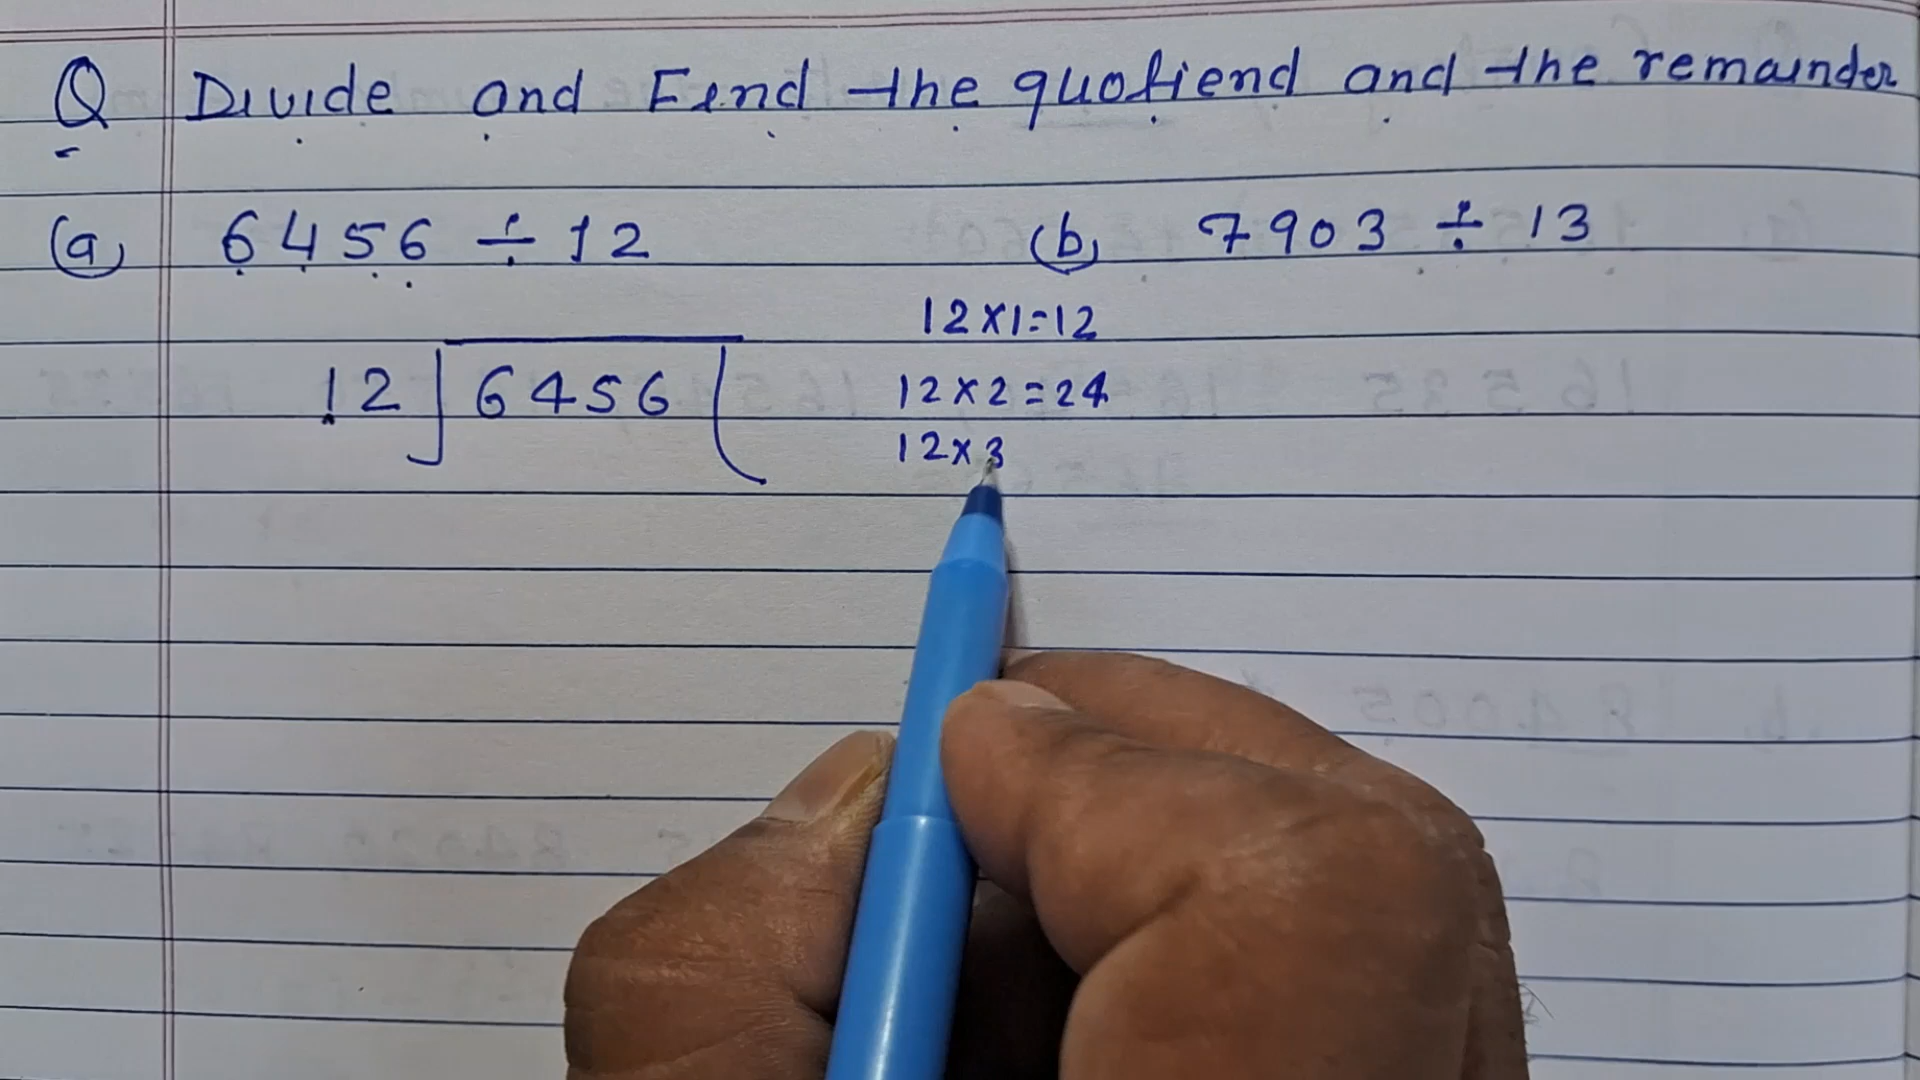 Q Divide and Find the quotiend and the remainder
(a) 6456 ÷ 12 (b) 7903 ÷ 13
12×1=12
12 6456 12×2=24
12×3